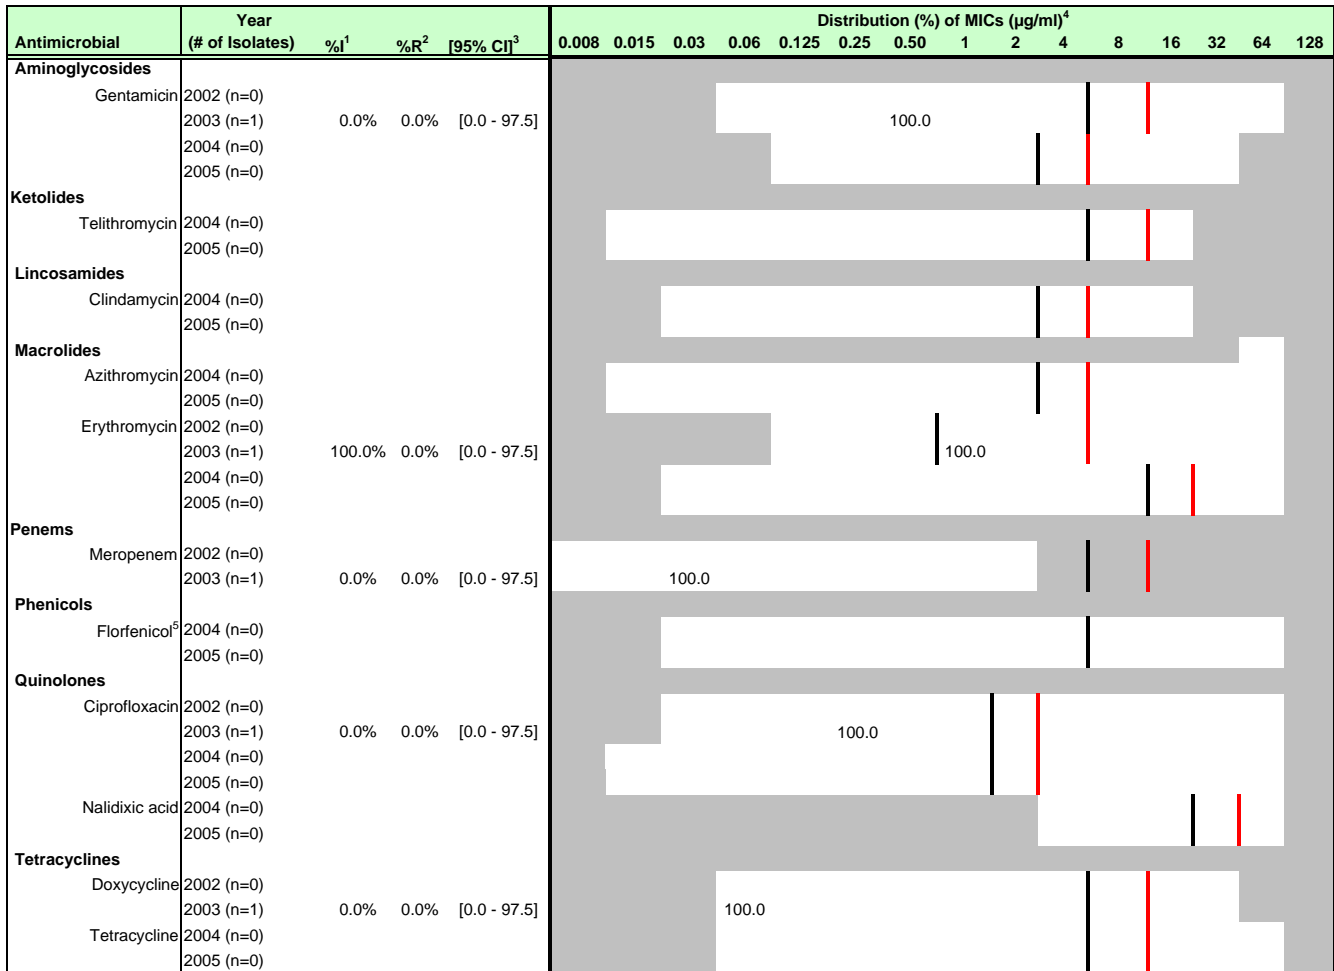 Year Distribution (%) of MICs (µg/ml)4
Antimicrobial (# of Isolates) %I1 %R2 [95% CI]3 0.008 0.015 0.03 0.06 0.125 0.25 0.50 1 2 4 8 16 32 64 128
Aminoglycosides
Gentamicin 2002 (n=0)
2003 (n=1) 0.0% 0.0% [0.0 - 97.5] 100.0
2004 (n=0)
2005 (n=0)
Ketolides
Telithromycin 2004 (n=0)
2005 (n=0)
Lincosamides
Clindamycin 2004 (n=0)
2005 (n=0)
Macrolides
Azithromycin 2004 (n=0)
2005 (n=0)
Erythromycin 2002 (n=0)
2003 (n=1) 100.0% 0.0% [0.0 - 97.5] 100.0
2004 (n=0)
2005 (n=0)
Penems
Meropenem 2002 (n=0)
2003 (n=1) 0.0% 0.0% [0.0 - 97.5] 100.0
Phenicols
Florfenicol5 2004 (n=0)
2005 (n=0)
Quinolones
Ciprofloxacin 2002 (n=0)
2003 (n=1) 0.0% 0.0% [0.0 - 97.5] 100.0
2004 (n=0)
2005 (n=0)
Nalidixic acid 2004 (n=0)
2005 (n=0)
Tetracyclines
Doxycycline 2002 (n=0)
2003 (n=1) 0.0% 0.0% [0.0 - 97.5] 100.0
Tetracycline 2004 (n=0)
2005 (n=0)